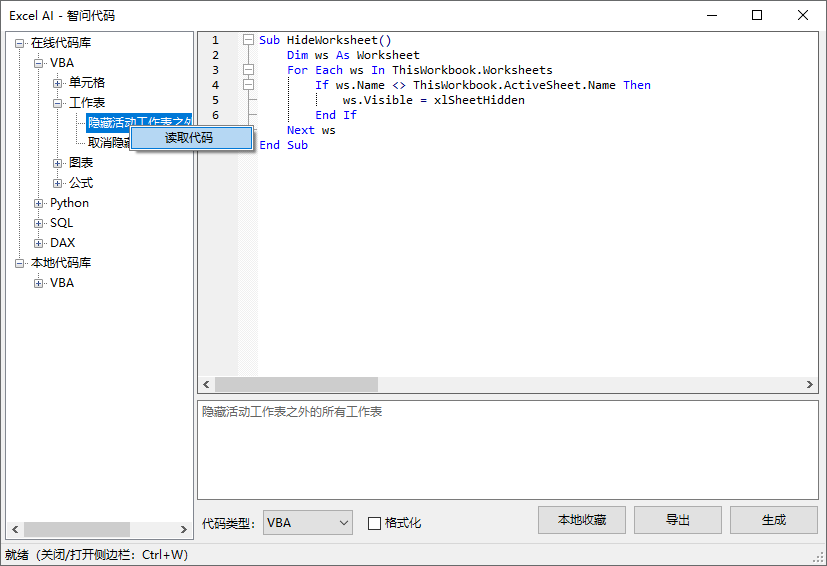 Excel AI - 智问代码
在线代码库
VBA
单元格
工作表
隐藏活动工作表之外
取消隐藏
读取代码
图表
公式
Python
SQL
DAX
本地代码库
VBA
1 Sub HideWorksheet()
2 Dim ws As Worksheet
3 For Each ws In ThisWorkbook.Worksheets
4 If ws.Name <> ThisWorkbook.ActiveSheet.Name Then
5 ws.Visible = xlSheetHidden
6 End If
Next ws
End Sub
隐藏活动工作表之外的所有工作表
代码类型: VBA 格式化 本地收藏 导出 生成
就绪（关闭/打开侧边栏：Ctrl+W）